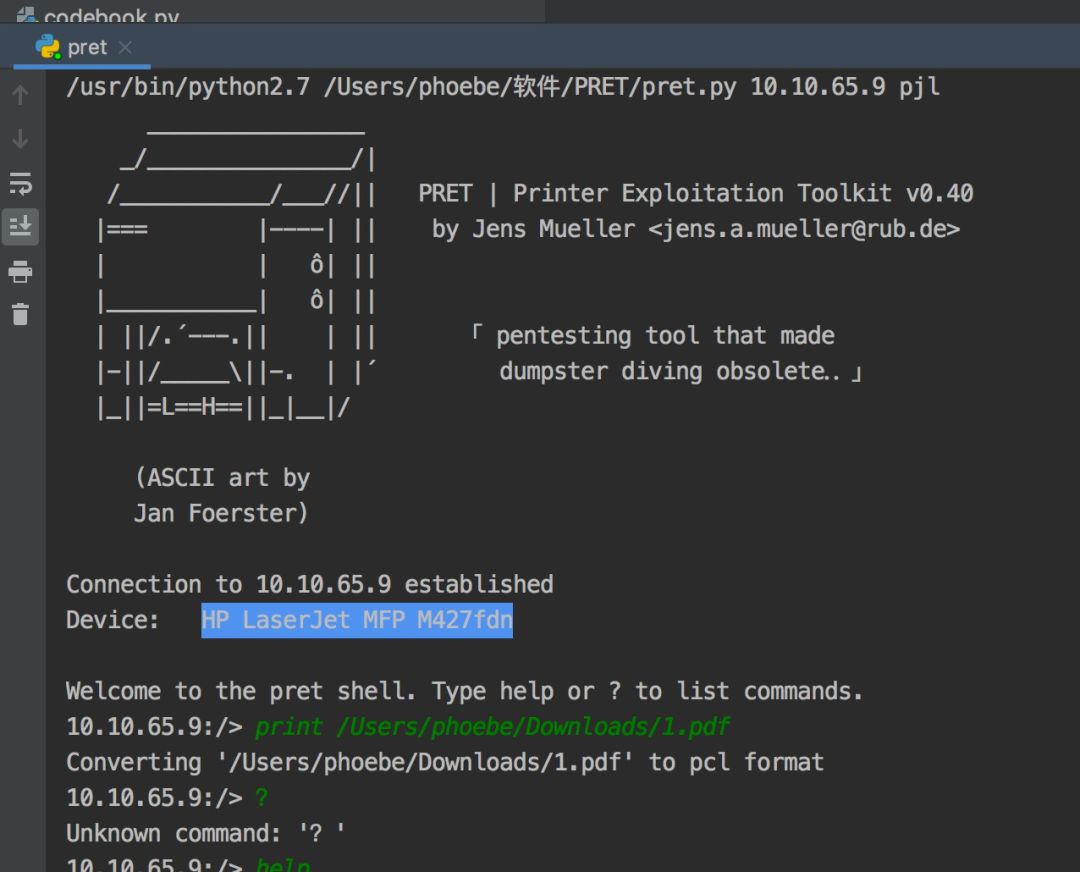 codebook.py
pret
/usr/bin/python2.7 /Users/phoebe/软件/PRET/pret.py 10.10.65.9 pjl
      ________________
    _/_______________/|
   /___________/___//||   PRET | Printer Exploitation Toolkit v0.40
  |===        |----| ||    by Jens Mueller <jens.a.mueller@rub.de>
  |           |   ô| ||
  |___________|   ô| ||
  | ||/.´---.||    | ||      「 pentesting tool that made
  |-||/_____\||-.  | |´         dumpster diving obsolete‥ 」
  |_||=L==H==||_|__|/
     (ASCII art by
     Jan Foerster)
Connection to 10.10.65.9 established
Device:   HP LaserJet MFP M427fdn
Welcome to the pret shell. Type help or ? to list commands.
10.10.65.9:/> print /Users/phoebe/Downloads/1.pdf
Converting '/Users/phoebe/Downloads/1.pdf' to pcl format
10.10.65.9:/> ?
Unknown command: '? '
10.10.65.9:/> help